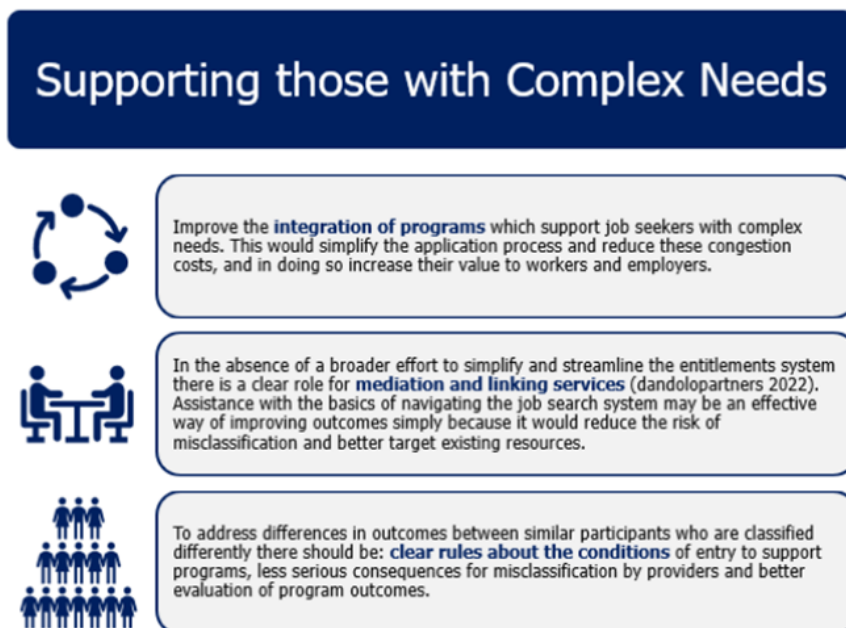 Supporting those with Complex Needs
Improve the integration of programs which support job seekers with complex
needs. This would simplify the application process and reduce these congestion
costs, and in doing so increase their value to workers and employers.
In the absence of a broader effort to simplify and streamline the entitlements system
there is a clear role for mediation and linking services (dandolopartners 2022).
Assistance with the basics of navigating the job search system may be an effective
way of improving outcomes simply because it would reduce the risk of
misclassification and better target existing resources.
To address differences in outcomes between similar participants who are classified
differently there should be: clear rules about the conditions of entry to support
programs, less serious consequences for misclassification by providers and better
evaluation of program outcomes.